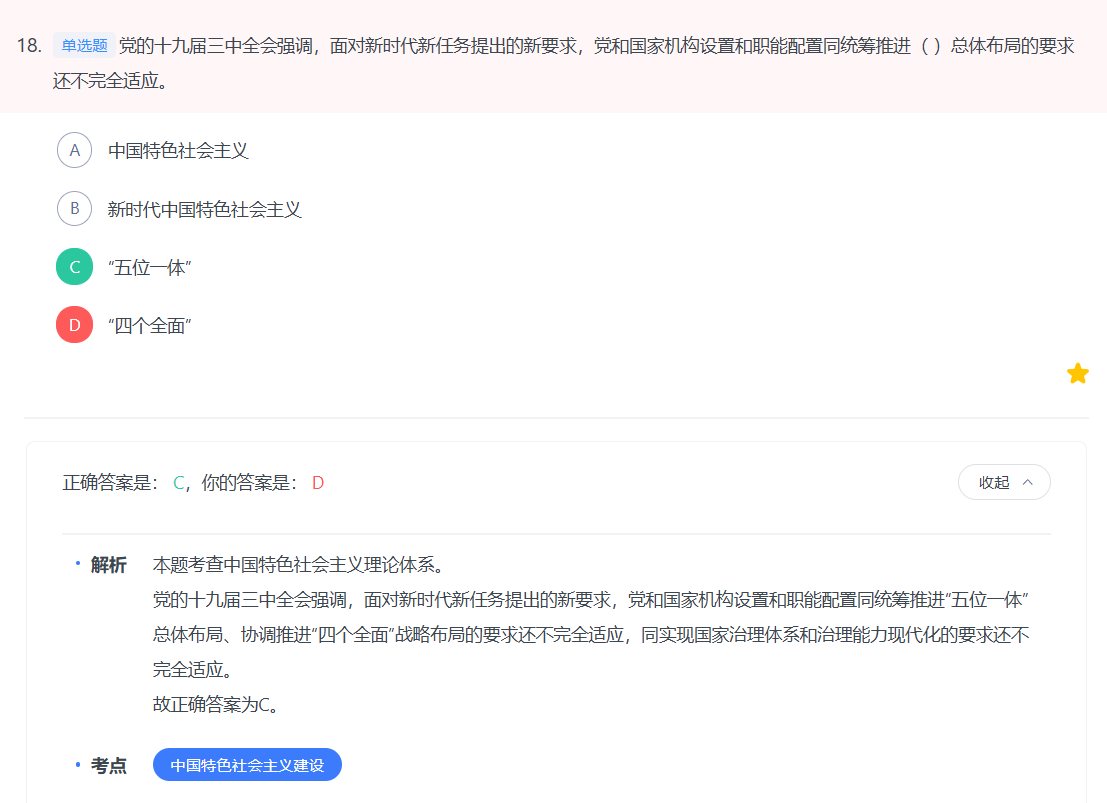 18. 单选题 党的十九届三中全会强调，面对新时代新任务提出的新要求，党和国家机构设置和职能配置同统筹推进（ ）总体布局的要求
还不完全适应。
A 中国特色社会主义
B 新时代中国特色社会主义
C “五位一体”
D “四个全面”
正确答案是： C，你的答案是： D
收起
解析 本题考查中国特色社会主义理论体系。
党的十九届三中全会强调，面对新时代新任务提出的新要求，党和国家机构设置和职能配置同统筹推进“五位一体”
总体布局、协调推进“四个全面”战略布局的要求还不完全适应，同实现国家治理体系和治理能力现代化的要求还不
完全适应。
故正确答案为C。
考点 中国特色社会主义建设